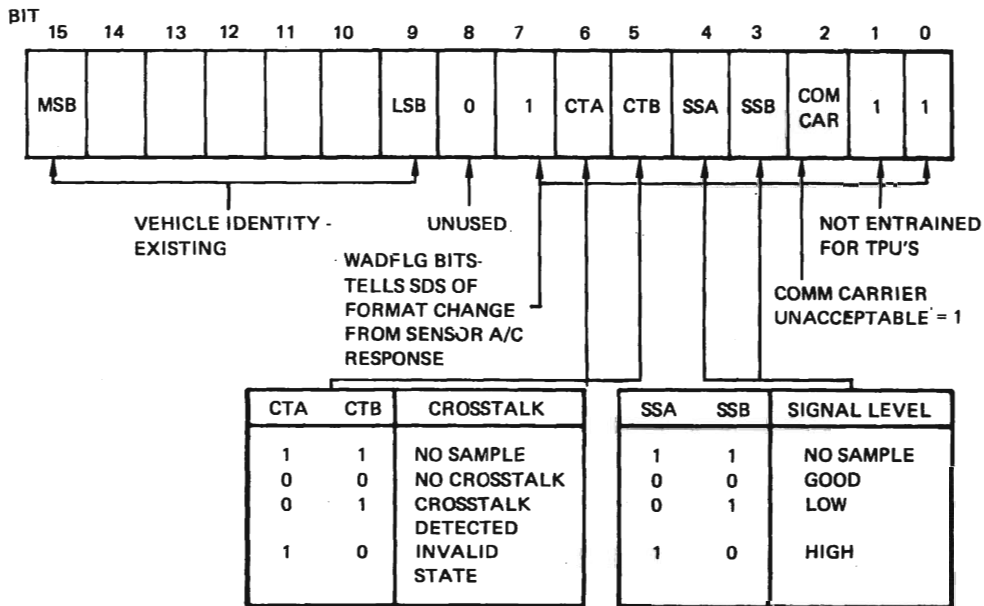 BIT
15 14 13 12 11 10 9 8 7 6 5 4 3 2 1 0
MSB LSB 0 1 CTA CTB SSA SSB COM CAR 1 1
VEHICLE IDENTITY -
EXISTING
UNUSED
WADFLG BITS-
TELLS SDS OF
FORMAT CHANGE
FROM SENSOR A/C
RESPONSE
NOT ENTRAINED
FOR TPU'S
COMM CARRIER
UNACCEPTABLE = 1
CTA CTB CROSSTALK
1 1 NO SAMPLE
0 0 NO CROSSTALK
0 1 CROSSTALK
DETECTED
1 0 INVALID
STATE
SSA SSB SIGNAL LEVEL
1 1 NO SAMPLE
0 0 GOOD
0 1 LOW
1 0 HIGH